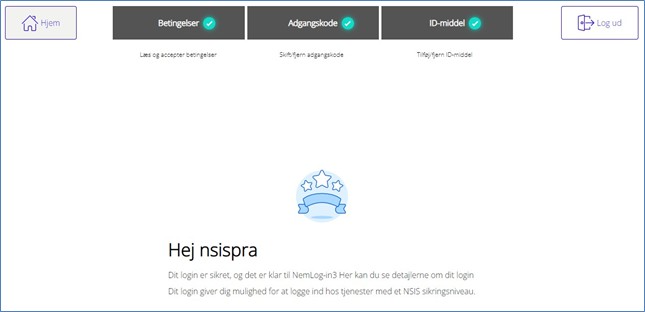 Hjem
Betingelser
Adgangskode
ID-middel
Log ud
Læs og accepter betingelser
Skift/fjern adgangskode
Tilføj/fjern ID-middel
Hej nsispra
Dit login er sikret, og det er klar til NemLog-in3 Her kan du se detaljerne om dit login
Dit login giver dig mulighed for at logge ind hos tjenester med et NSIS sikringsniveau.